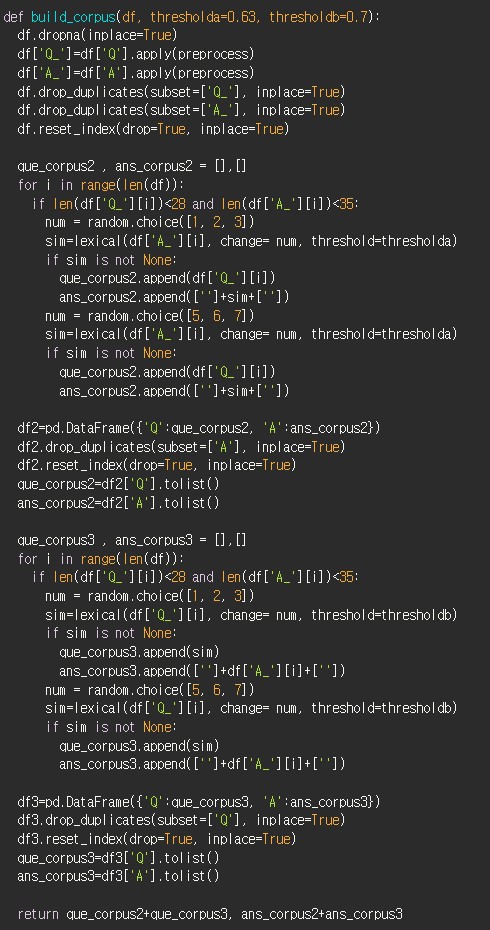 def build_corpus(df, thresholda=0.63, thresholdb=0.7):
  df.dropna(inplace=True)
  df['Q_']=df['Q'].apply(preprocess)
  df['A_']=df['A'].apply(preprocess)
  df.drop_duplicates(subset=['Q_'], inplace=True)
  df.drop_duplicates(subset=['A_'], inplace=True)
  df.reset_index(drop=True, inplace=True)

  que_corpus2 , ans_corpus2 = [],[]
  for i in range(len(df)):
    if len(df['Q_'][i])<28 and len(df['A_'][i])<35:
      num = random.choice([1, 2, 3])
      sim=lexical(df['A_'][i], change= num, threshold=thresholda)
      if sim is not None:
        que_corpus2.append(df['Q_'][i])
        ans_corpus2.append(['']+sim+[''])
      num = random.choice([5, 6, 7])
      sim=lexical(df['A_'][i], change= num, threshold=thresholda)
      if sim is not None:
        que_corpus2.append(df['Q_'][i])
        ans_corpus2.append(['']+sim+[''])

  df2=pd.DataFrame({'Q':que_corpus2, 'A':ans_corpus2})
  df2.drop_duplicates(subset=['A'], inplace=True)
  df2.reset_index(drop=True, inplace=True)
  que_corpus2=df2['Q'].tolist()
  ans_corpus2=df2['A'].tolist()

  que_corpus3 , ans_corpus3 = [],[]
  for i in range(len(df)):
    if len(df['Q_'][i])<28 and len(df['A_'][i])<35:
      num = random.choice([1, 2, 3])
      sim=lexical(df['Q_'][i], change= num, threshold=thresholdb)
      if sim is not None:
        que_corpus3.append(sim)
        ans_corpus3.append(['']+df['A_'][i]+[''])
      num = random.choice([5, 6, 7])
      sim=lexical(df['Q_'][i], change= num, threshold=thresholdb)
      if sim is not None:
        que_corpus3.append(sim)
        ans_corpus3.append(['']+df['A_'][i]+[''])

  df3=pd.DataFrame({'Q':que_corpus3, 'A':ans_corpus3})
  df3.drop_duplicates(subset=['Q'], inplace=True)
  df3.reset_index(drop=True, inplace=True)
  que_corpus3=df3['Q'].tolist()
  ans_corpus3=df3['A'].tolist()

  return que_corpus2+que_corpus3, ans_corpus2+ans_corpus3